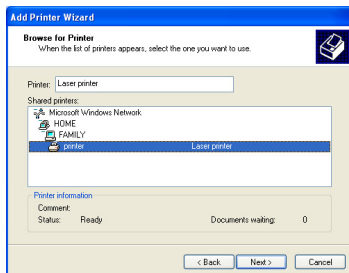 Add Printer Wizard
Browse for Printer
When the list of printers appears, select the one you want to use.
Printer: Laser printer
Shared printers:
Microsoft Windows Network
HOME
FAMILY
printer Laser printer
Printer information
Comment:
Status: Ready Documents waiting: 0
< Back Next > Cancel